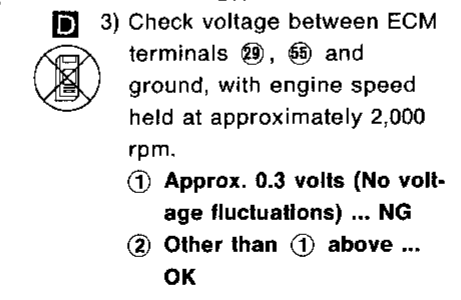 D 3) Check voltage between ECM
terminals 29, 55 and
ground, with engine speed
held at approximately 2,000
rpm.
① Approx. 0.3 volts (No volt-
age fluctuations) ... NG
② Other than ① above ...
OK